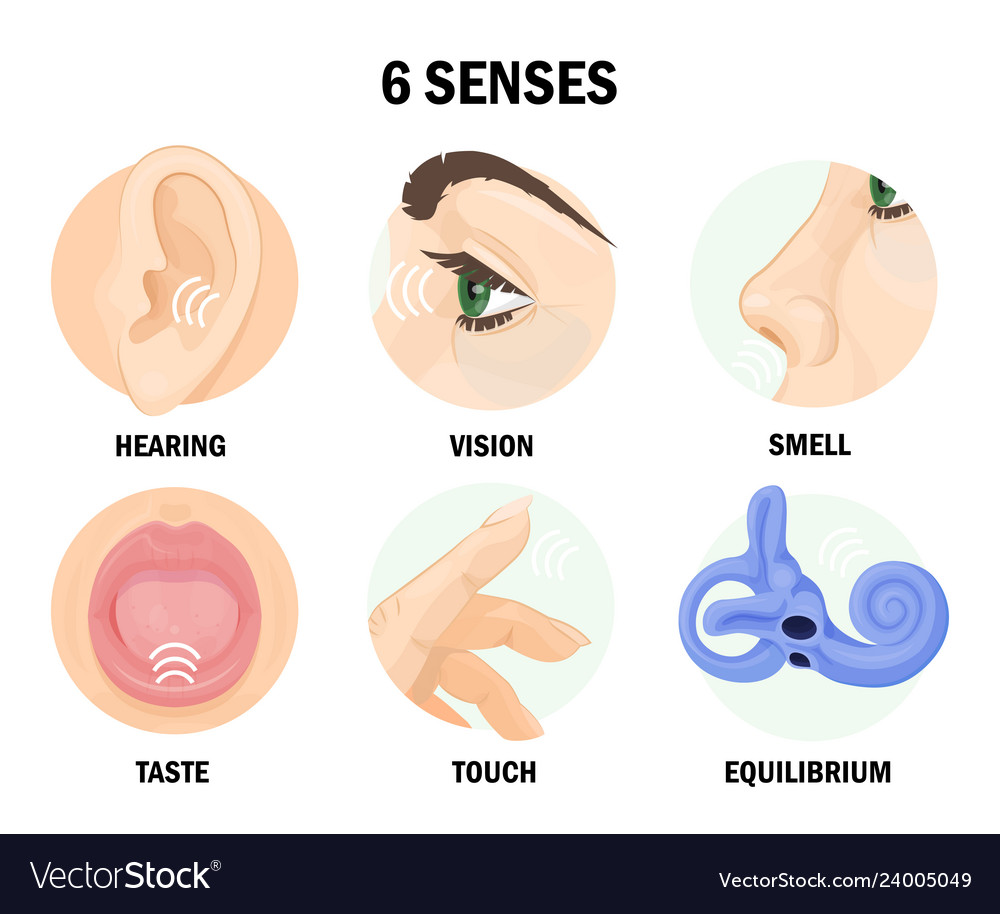 6 SENSES
HEARING
VISION
SMELL
TASTE
TOUCH
EQUILIBRIUM
VectorStock®
VectorStock.com/24005049